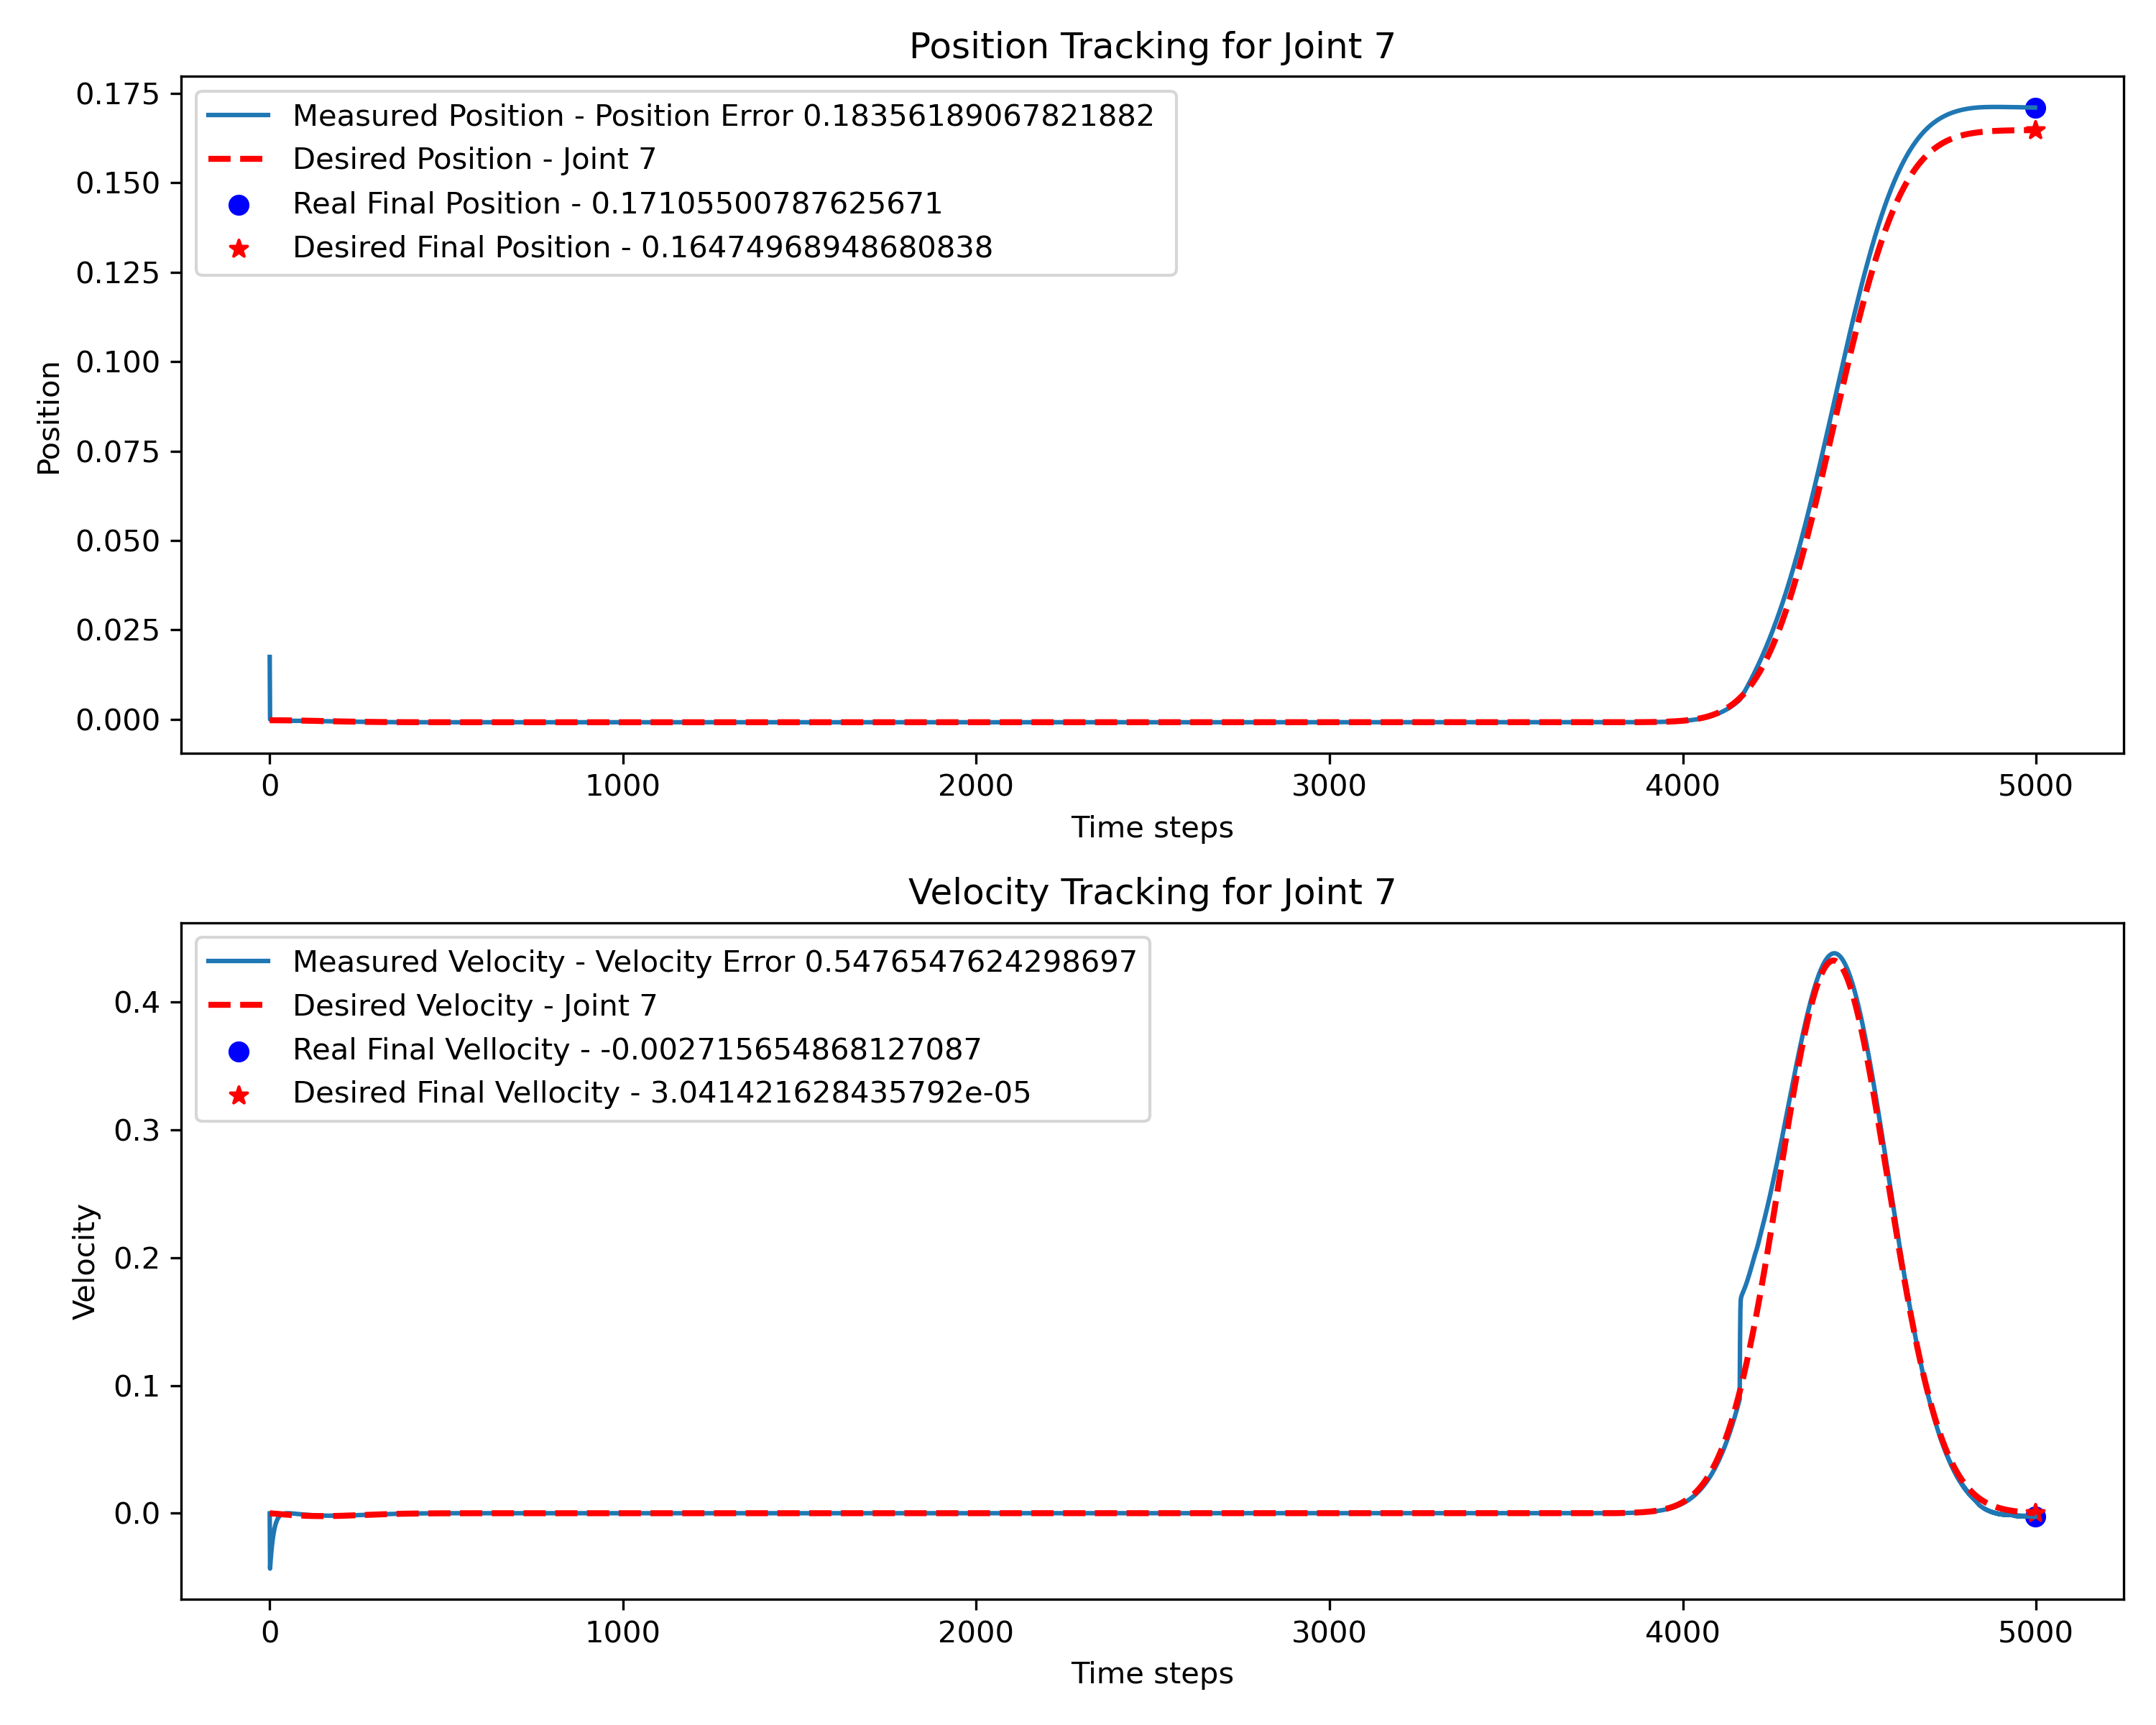 Position Tracking for Joint 7
Measured Position - Position Error 0.18356189067821882
Desired Position - Joint 7
Real Final Position - 0.17105500787625671
Desired Final Position - 0.16474968948680838
Position
0.175
0.150
0.125
0.100
0.075
0.050
0.025
0.000
0 1000 2000 3000 4000 5000
Time steps
Velocity Tracking for Joint 7
Measured Velocity - Velocity Error 0.5476547624298697
Desired Velocity - Joint 7
Real Final Vellocity - -0.002715654868127087
Desired Final Vellocity - 3.041421628435792e-05
Velocity
0.4
0.3
0.2
0.1
0.0
0 1000 2000 3000 4000 5000
Time steps